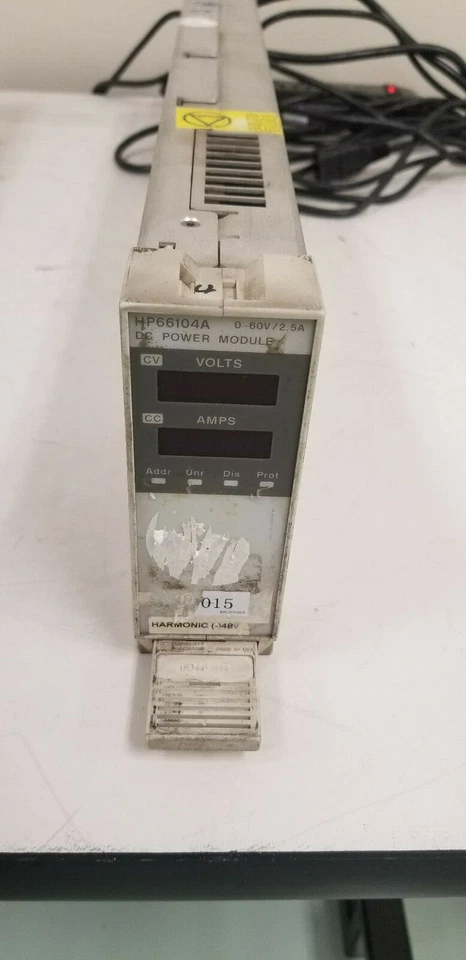 HP66104A 0-60V/2.5A
DC POWER MODULE
CV VOLTS
CC AMPS
Addr Unr Dis Prot
015
HARMONIC (-)48V